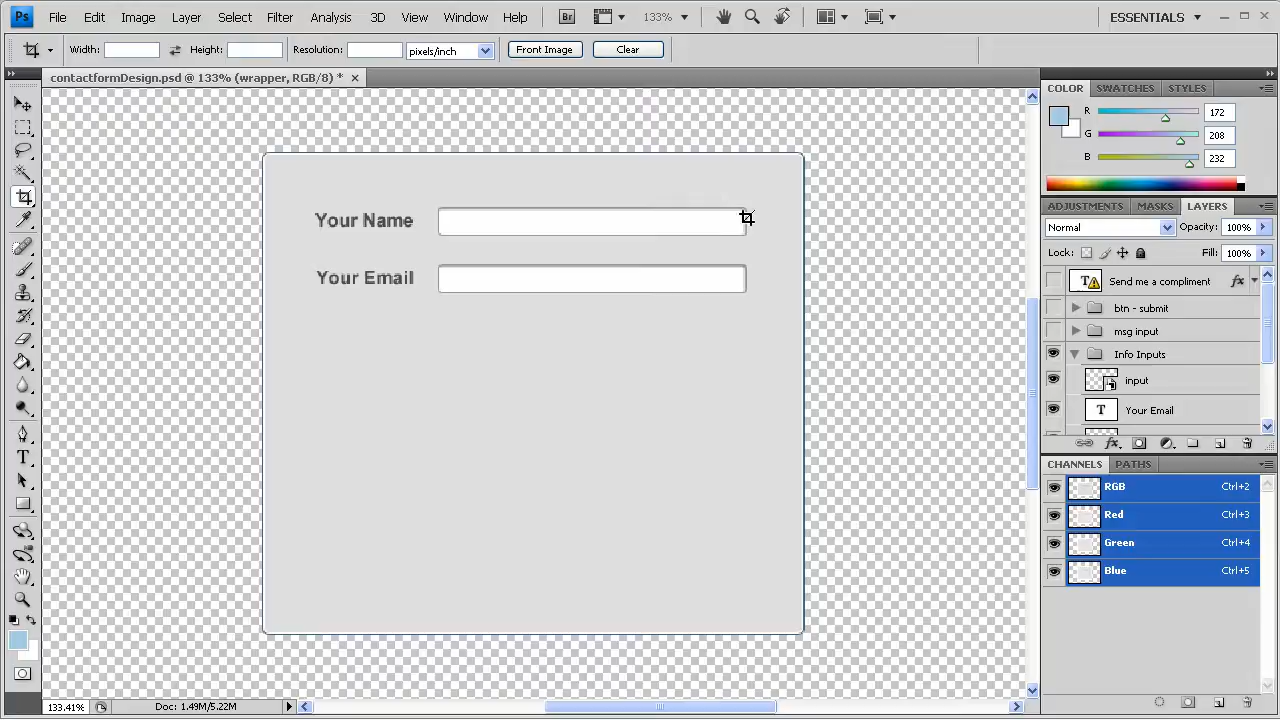 Ps File Edit Image Layer Select Filter Analysis 3D View Window Help Br 133% ESSENTIALS
Width: Height: Resolution: pixels/inch Front Image Clear
contactformDesign.psd @ 133% (wrapper, RGB/8) *
COLOR SWATCHES STYLES
R 172
G 208
B 232
ADJUSTMENTS MASKS LAYERS
Normal Opacity: 100%
Lock: Fill: 100%
T Send me a compliment fx
btn - submit
msg input
Info Inputs
input
T Your Email
fx
CHANNELS PATHS
RGB Ctrl+2
Red Ctrl+3
Green Ctrl+4
Blue Ctrl+5
Your Name
Your Email
T
133.41% Doc: 1.49M/5.22M